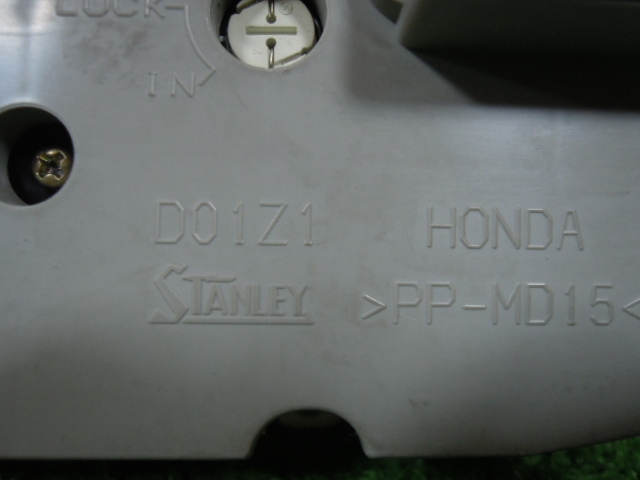 LOCK
IN
D01Z1 HONDA
STANLEY >PP-MD15<